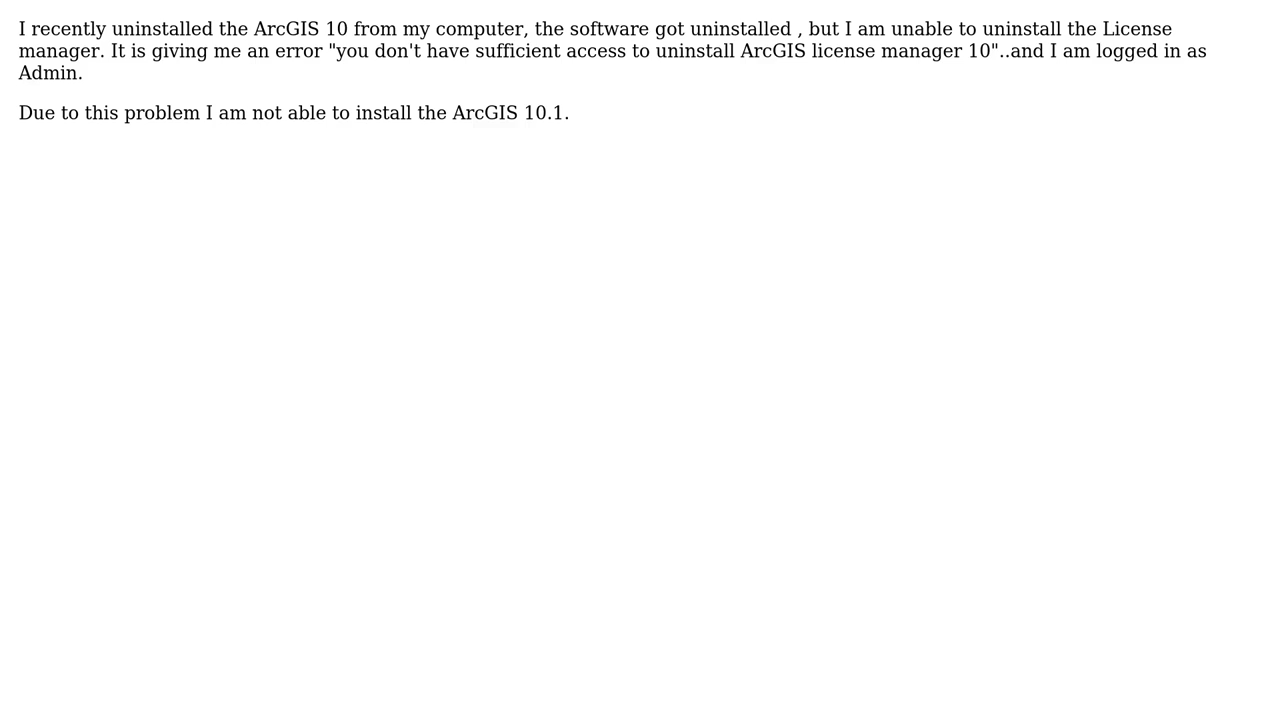 I recently uninstalled the ArcGIS 10 from my computer, the software got uninstalled , but I am unable to uninstall the License
manager. It is giving me an error "you don't have sufficient access to uninstall ArcGIS license manager 10"..and I am logged in as
Admin.
Due to this problem I am not able to install the ArcGIS 10.1.